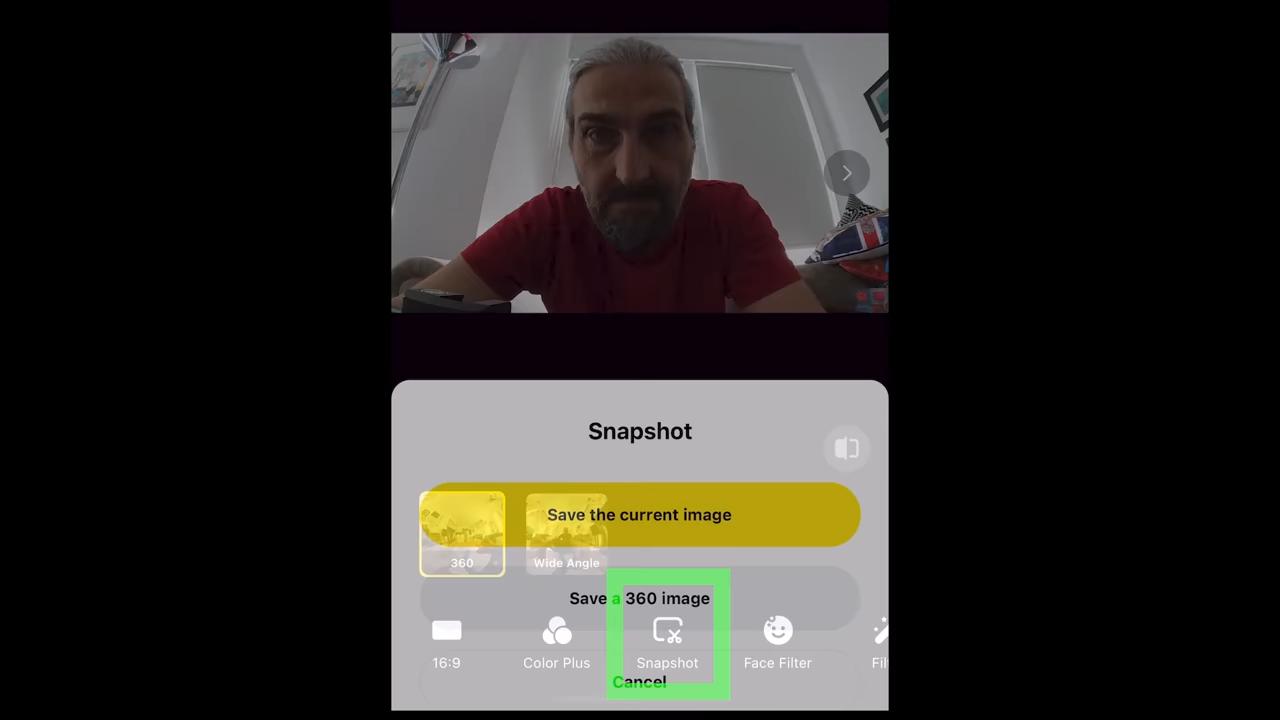 Snapshot
Save the current image
360
Wide Angle
Save a 360 image
16:9
Color Plus
Snapshot
Face Filter
Fil
Cancel